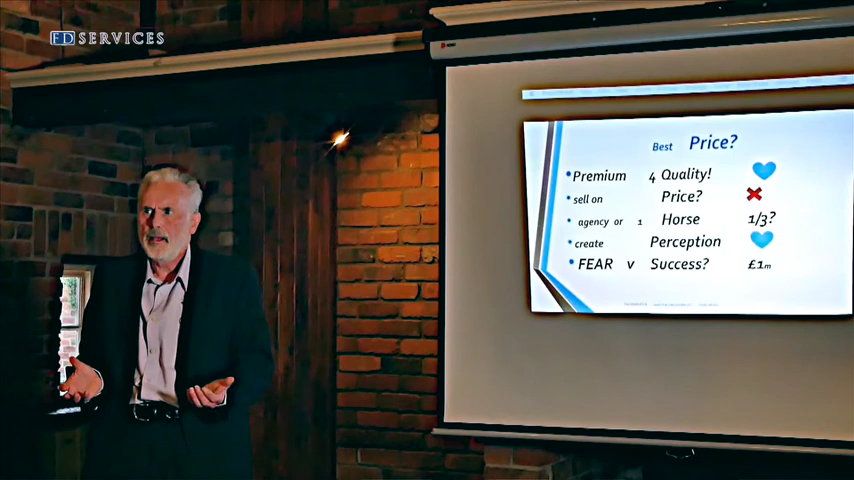 FD SERVICES
Best Price?
•Premium 4 Quality!
•sell on Price?
• agency or 1 Horse 1/3?
•create Perception
• FEAR v Success? £1m